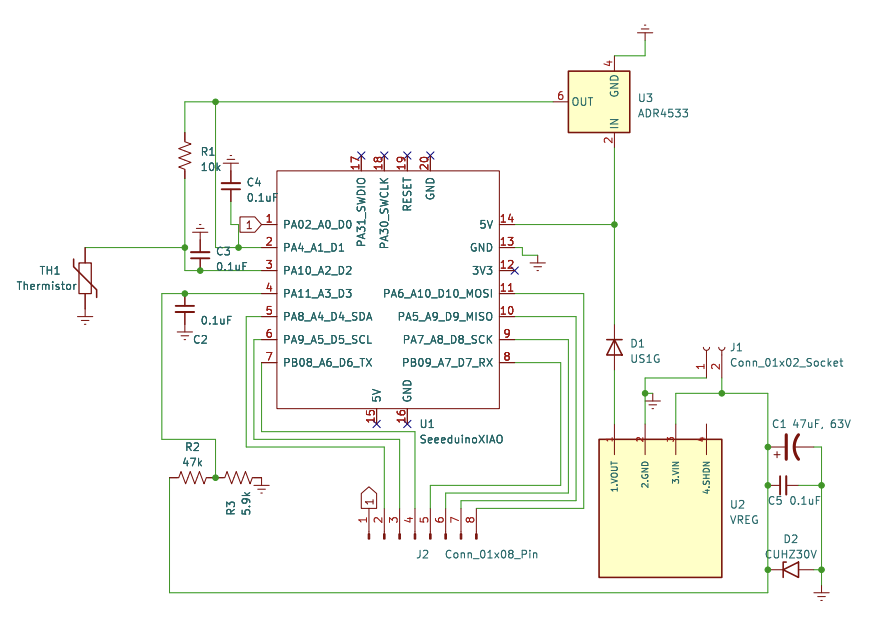 4
GND
6
OUT
U3
ADR4533
IN
2
R1
10k
C4
0.1uF
17
18
19
20
PA31_SWDIO
PA30_SWCLK
RESET
GND
1
1
PA02_A0_D0
2
PA4_A1_D1
C3
0.1uF
3
PA10_A2_D2
4
PA11_A3_D3
5
PA8_A4_D4_SDA
6
PA9_A5_D5_SCL
7
PB08_A6_D6_TX
5V
14
GND
13
3V3
12
PA6_A10_D10_MOSI
11
PA5_A9_D9_MISO
10
PA7_A8_D8_SCK
9
PB09_A7_D7_RX
8
5V
GND
15
16
U1
SeeeduinoXIAO
TH1
Thermistor
0.1uF
C2
R2
47k
R3
5.9k
1
1
2
3
4
5
6
7
8
J2 Conn_01x08_Pin
D1
US1G
J1
Conn_01x02_Socket
1
2
C1 47uF, 63V
+
C5 0.1uF
1
2
3
4
1.VOUT
2.GND
3.VIN
4.SHDN
U2
VREG
D2
CUHZ30V